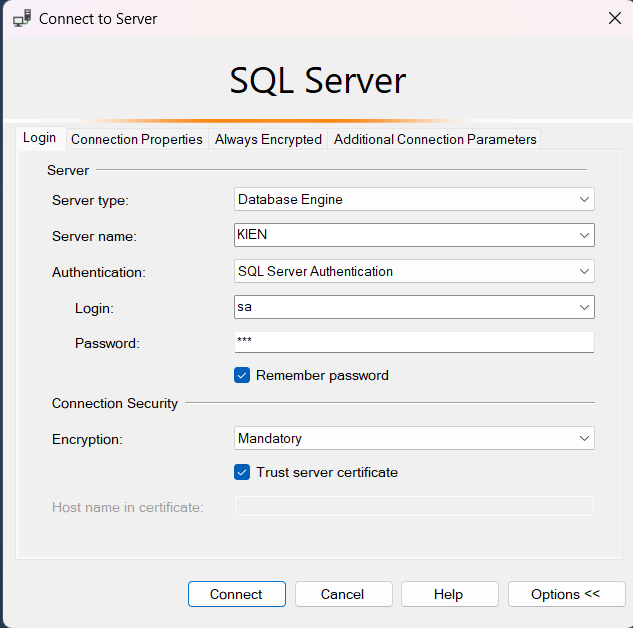 Connect to Server
SQL Server
Login Connection Properties Always Encrypted Additional Connection Parameters
Server
Server type: Database Engine
Server name: KIEN
Authentication: SQL Server Authentication
Login: sa
Password: ***
Remember password
Connection Security
Encryption: Mandatory
Trust server certificate
Host name in certificate:
Connect Cancel Help Options <<